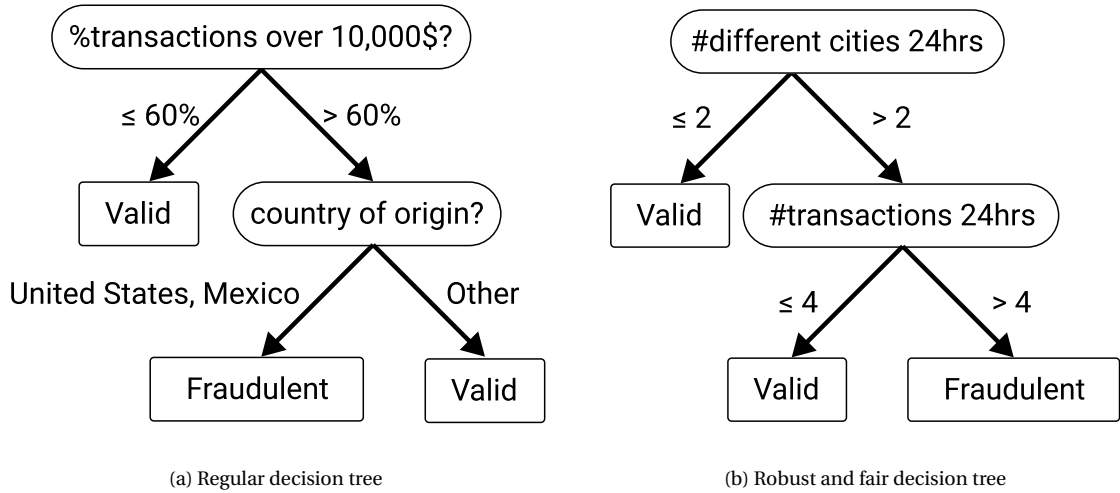 %transactions over 10,000$?
≤ 60%
> 60%
Valid
country of origin?
United States, Mexico
Other
Fraudulent
Valid
(a) Regular decision tree
#different cities 24hrs
≤ 2
> 2
Valid
#transactions 24hrs
≤ 4
> 4
Valid
Fraudulent
(b) Robust and fair decision tree